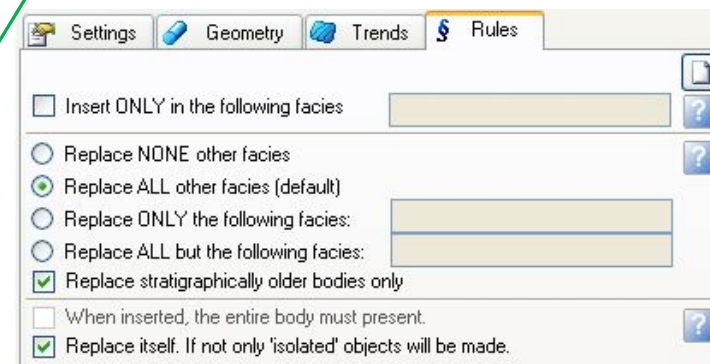 Settings Geometry Trends § Rules
Insert ONLY in the following facies
?
Replace NONE other facies
?
Replace ALL other facies (default)
Replace ONLY the following facies:
Replace ALL but the following facies:
Replace stratigraphically older bodies only
When inserted, the entire body must present.
?
Replace itself. If not only 'isolated' objects will be made.